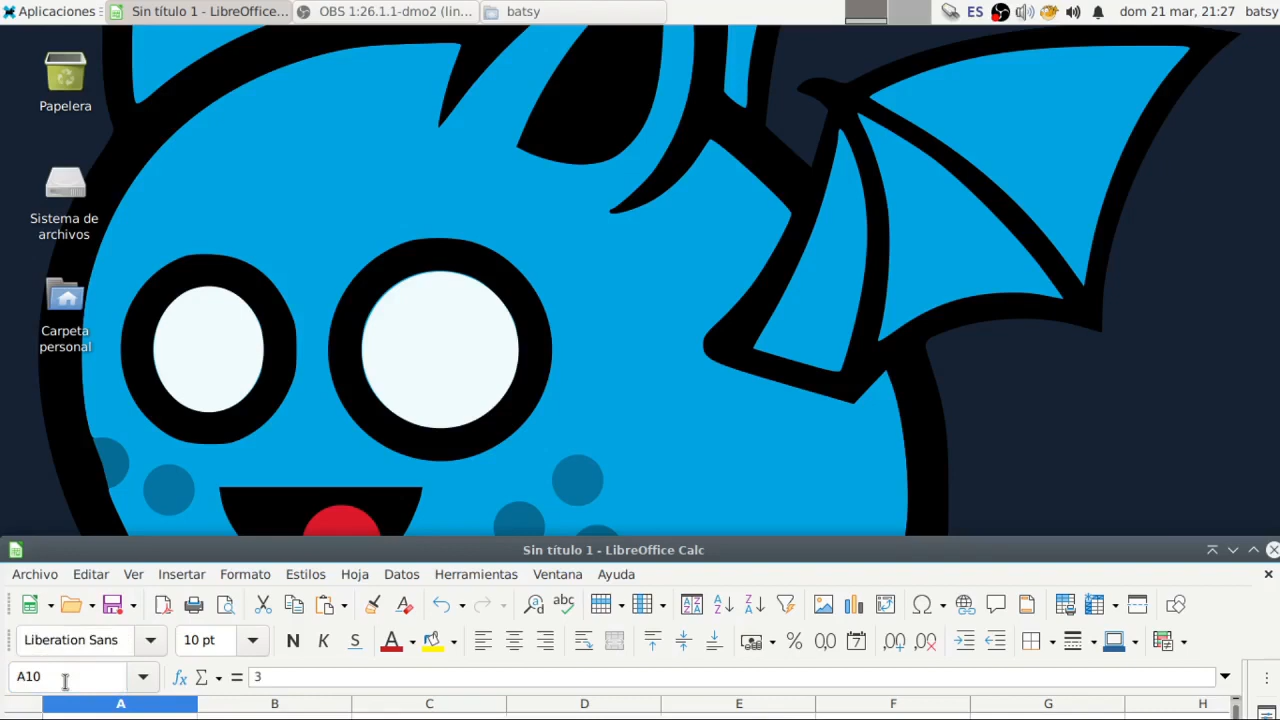 Aplicaciones
Sin título 1 - LibreOffice...
OBS 1:26.1.1-dmo2 (lin...
batsy
ES
dom 21 mar, 21:27
batsy
Papelera
Sistema de
archivos
Carpeta
personal
Sin título 1 - LibreOffice Calc
Archivo Editar Ver Insertar Formato Estilos Hoja Datos Herramientas Ventana Ayuda
Liberation Sans
10 pt
N K S
A10
3
A B C D E F G H